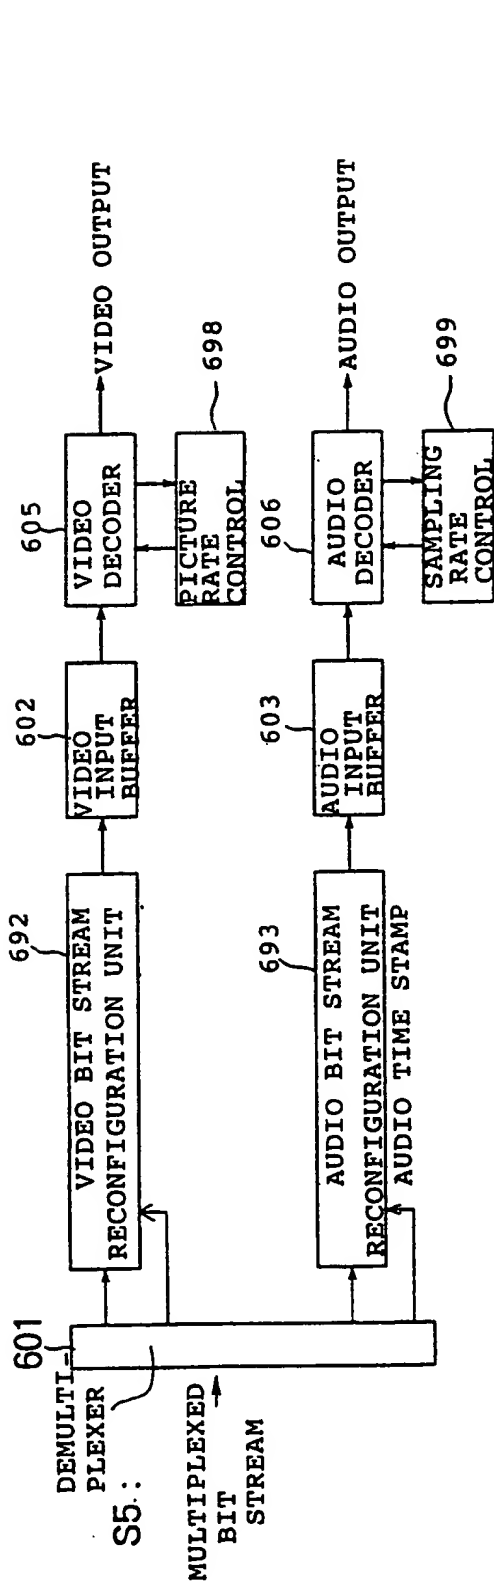 601
DEMULTI-
PLEXER
S5.:
MULTIPLEXED
BIT
STREAM
692
VIDEO BIT STREAM
RECONFIGURATION UNIT
602
VIDEO
INPUT
BUFFER
605
VIDEO
DECODER
VIDEO OUTPUT
PICTURE
RATE
CONTROL
698
693
AUDIO BIT STREAM
RECONFIGURATION UNIT
AUDIO TIME STAMP
603
AUDIO
INPUT
BUFFER
606
AUDIO
DECODER
AUDIO OUTPUT
SAMPLING
RATE
CONTROL
699